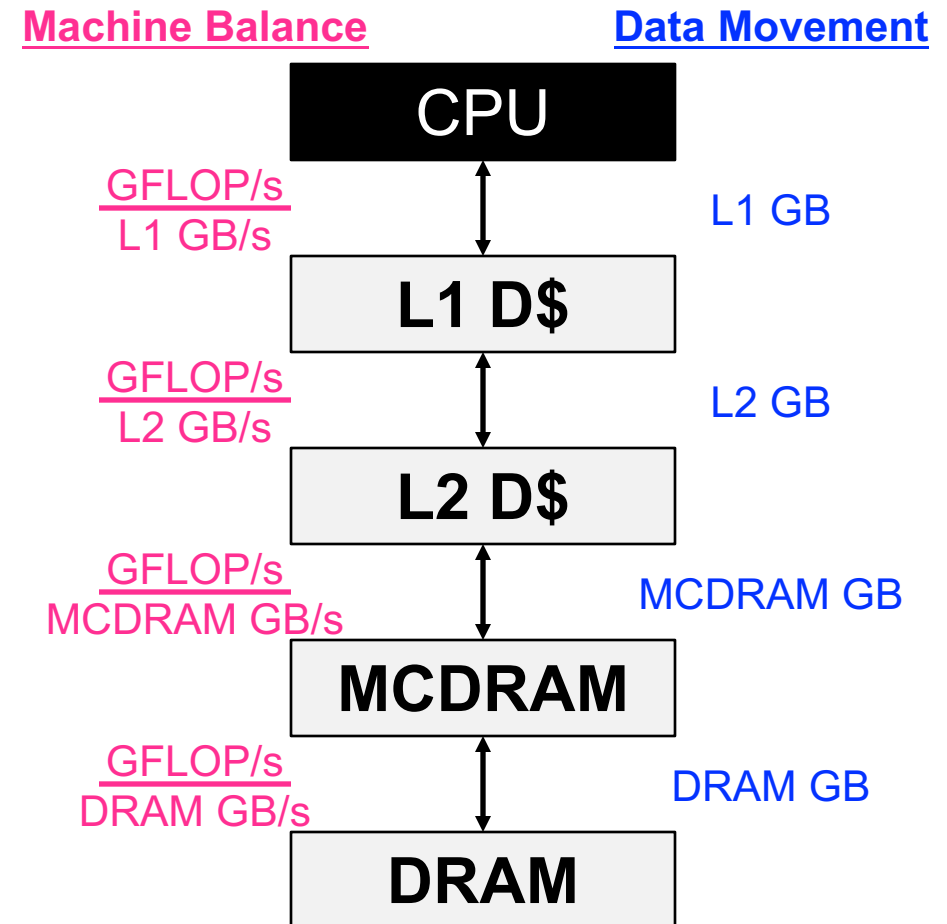 Machine Balance
Data Movement
CPU
GFLOP/s
L1 GB/s
L1 GB
L1 D$
GFLOP/s
L2 GB/s
L2 GB
L2 D$
GFLOP/s
MCDRAM GB/s
MCDRAM GB
MCDRAM
GFLOP/s
DRAM GB/s
DRAM GB
DRAM